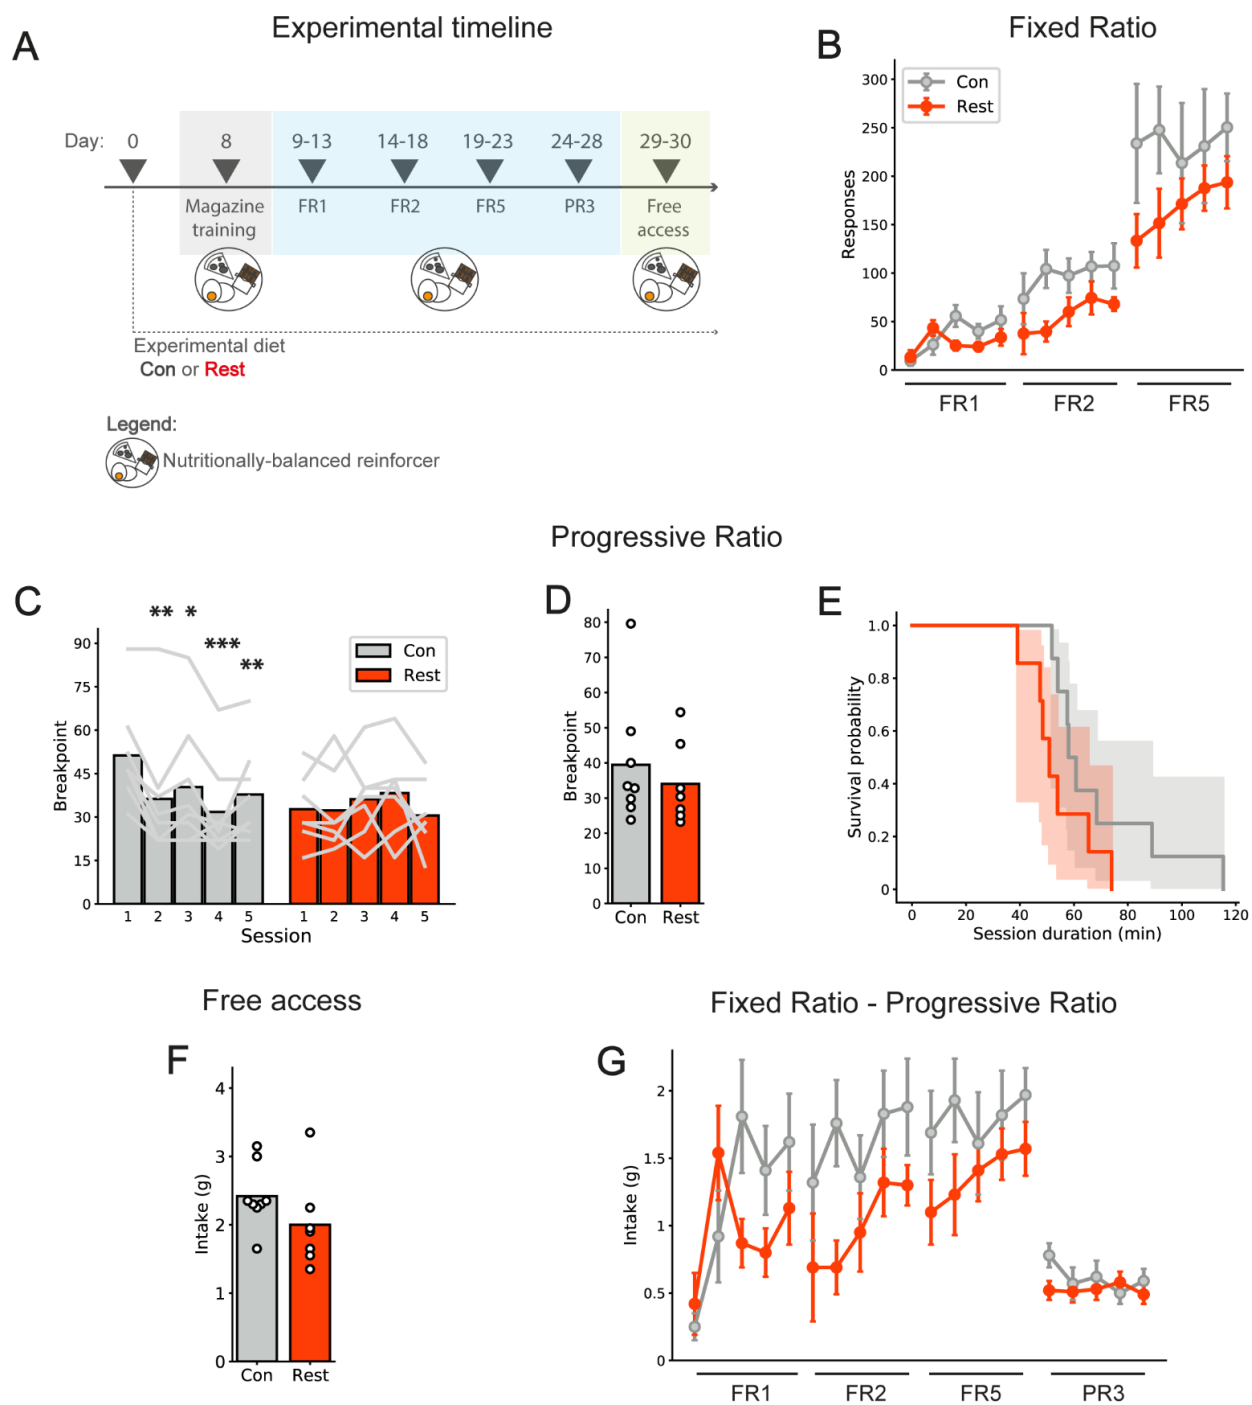 Experimental timeline
A
Day: 0 8 9-13 14-18 19-23 24-28 29-30
Magazine training FR1 FR2 FR5 PR3 Free access
Experimental diet
Con or Rest
Legend:
Nutritionally-balanced reinforcer
Fixed Ratio
B
Con
Rest
Responses
300
250
200
150
100
50
0
FR1 FR2 FR5
Progressive Ratio
C
** * *** **
Con
Rest
Breakpoint
90
75
60
45
30
15
0
1 2 3 4 5 1 2 3 4 5
Session
D
Breakpoint
80
70
60
50
40
30
20
10
0
Con Rest
E
Survival probability
1.0
0.8
0.6
0.4
0.2
0
0 20 40 60 80 100 120
Session duration (min)
Free access
F
Intake (g)
4
3
2
1
0
Con Rest
Fixed Ratio - Progressive Ratio
G
Intake (g)
2
1.5
1
0.5
0
FR1 FR2 FR5 PR3